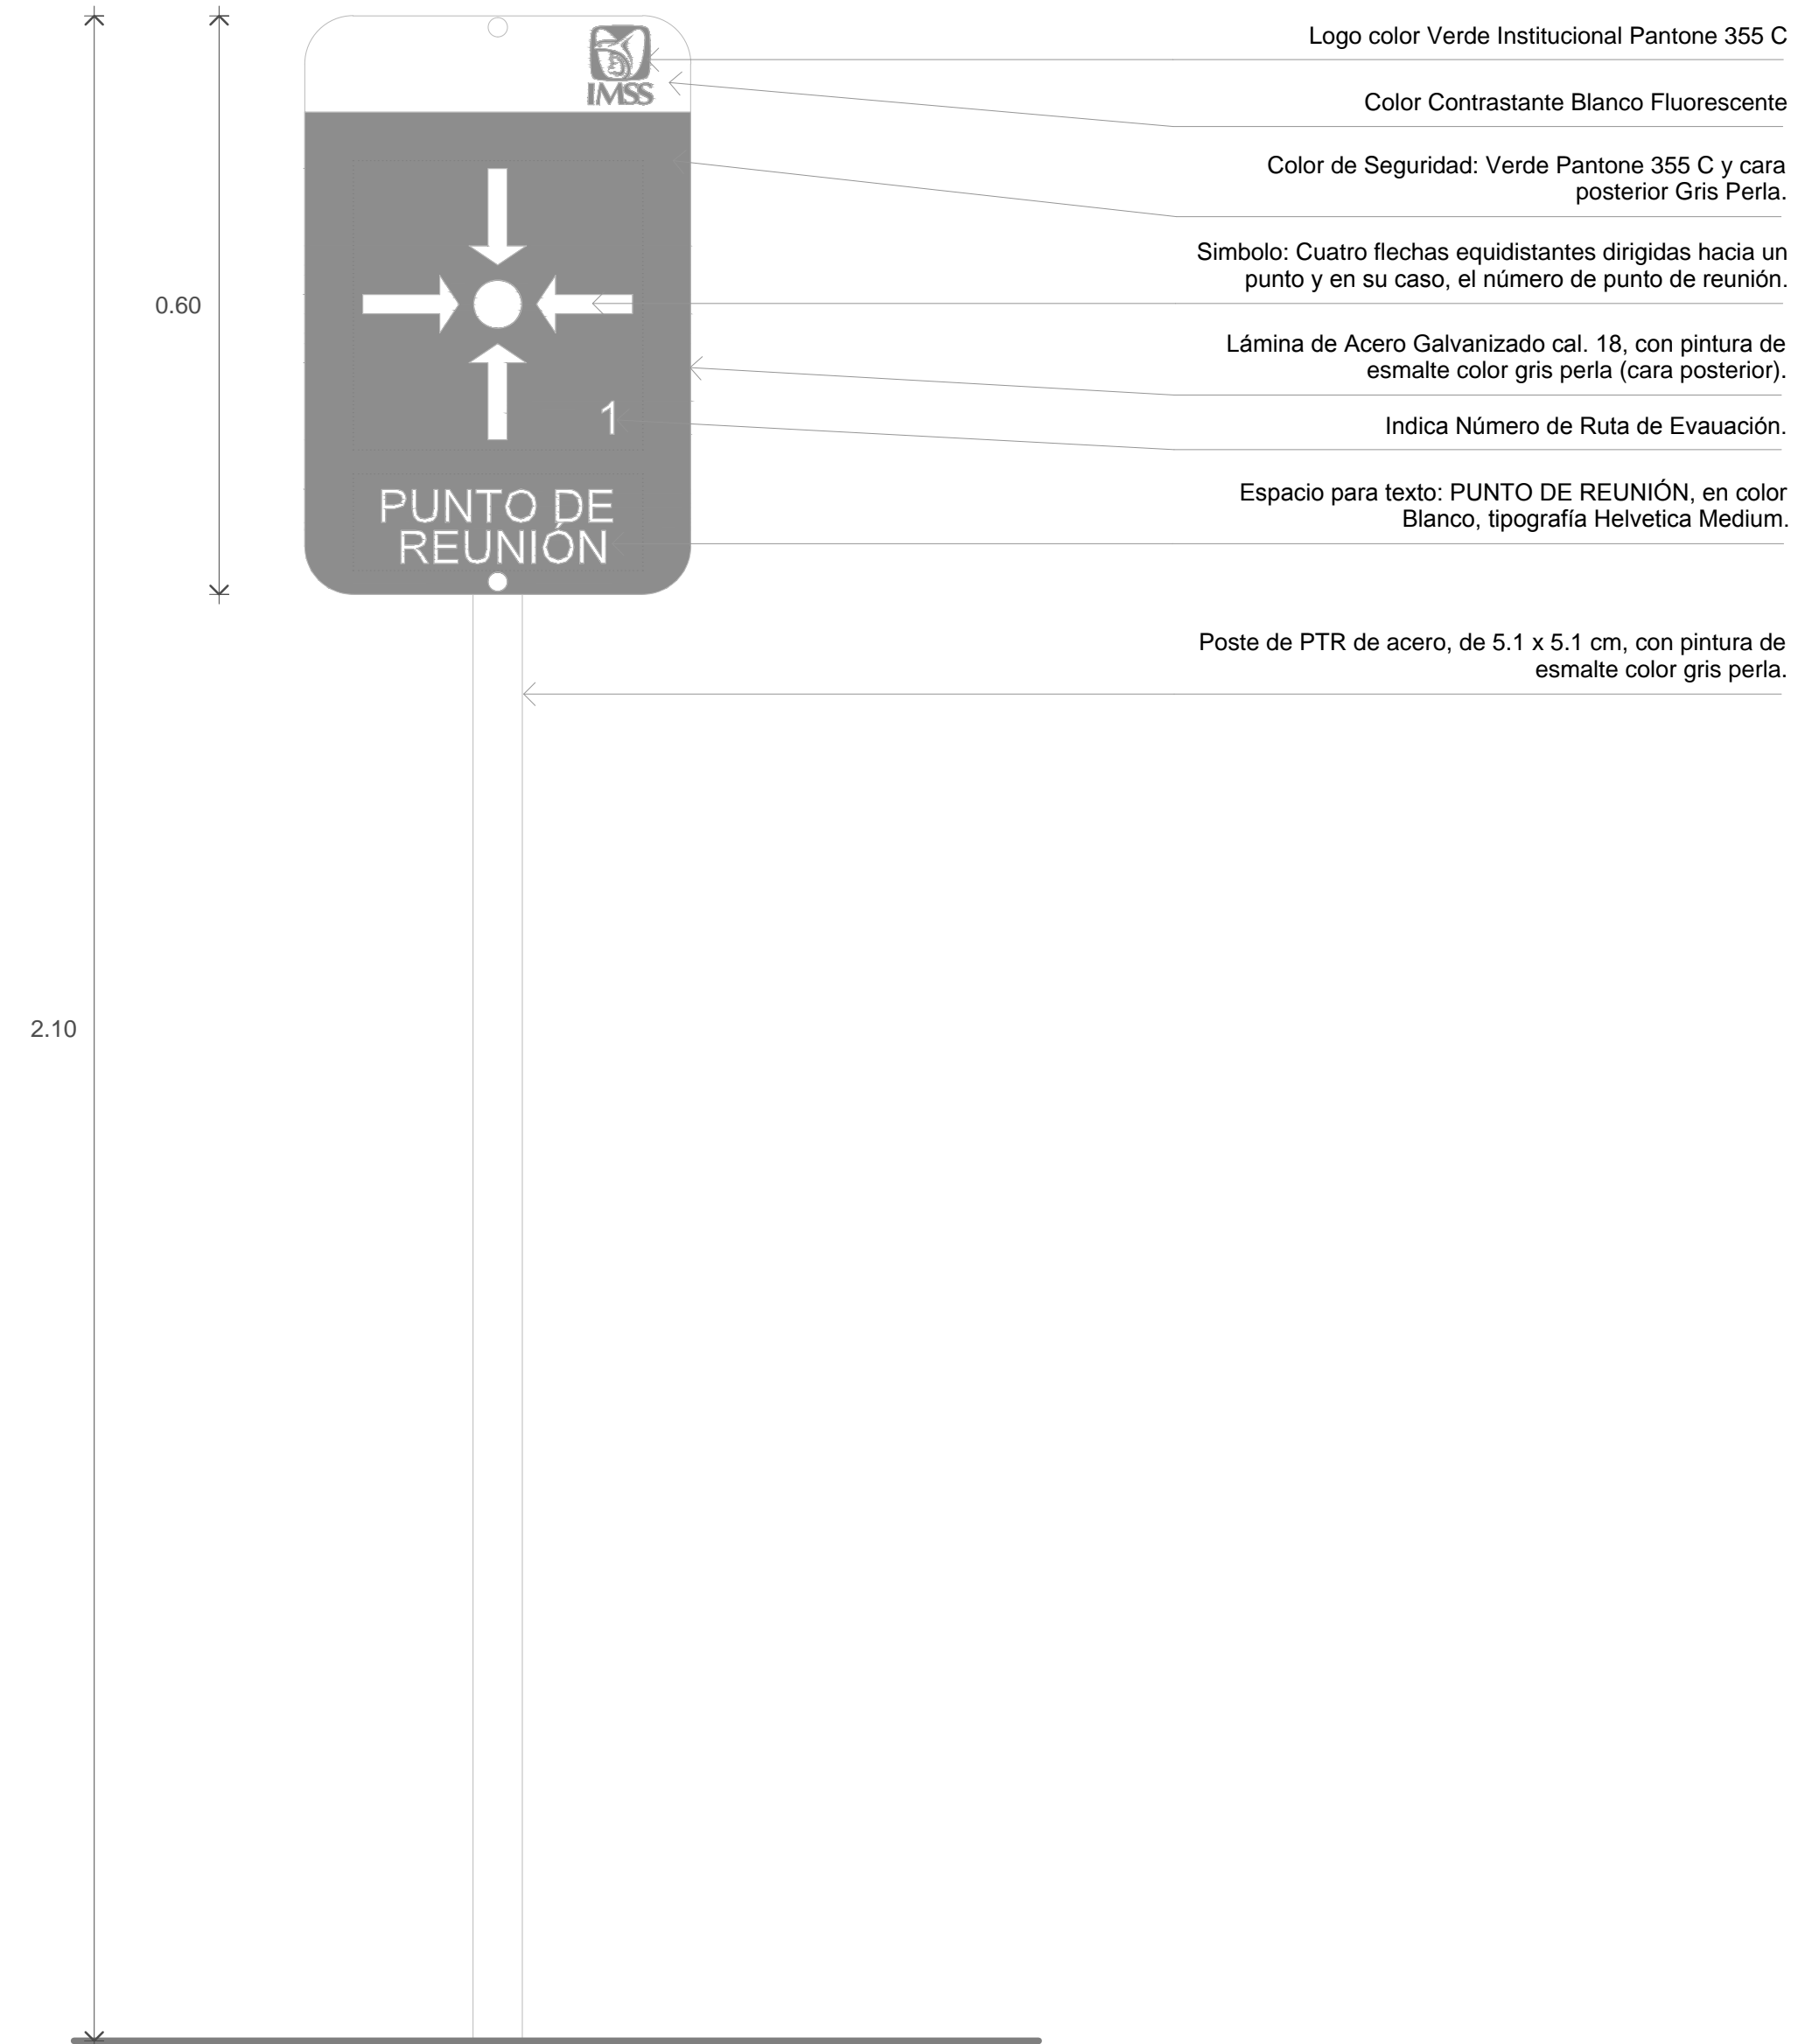 Logo color Verde Institucional Pantone 355 C
IMSS
Color Contrastante Blanco Fluorescente
Color de Seguridad: Verde Pantone 355 C y cara
posterior Gris Perla.
Simbolo: Cuatro flechas equidistantes dirigidas hacia un
punto y en su caso, el número de punto de reunión.
0.60
Lámina de Acero Galvanizado cal. 18, con pintura de
esmalte color gris perla (cara posterior).
1
Indica Número de Ruta de Evauación.
PUNTO DE
REUNIÓN
Espacio para texto: PUNTO DE REUNIÓN, en color
Blanco, tipografía Helvetica Medium.
Poste de PTR de acero, de 5.1 x 5.1 cm, con pintura de
esmalte color gris perla.
2.10